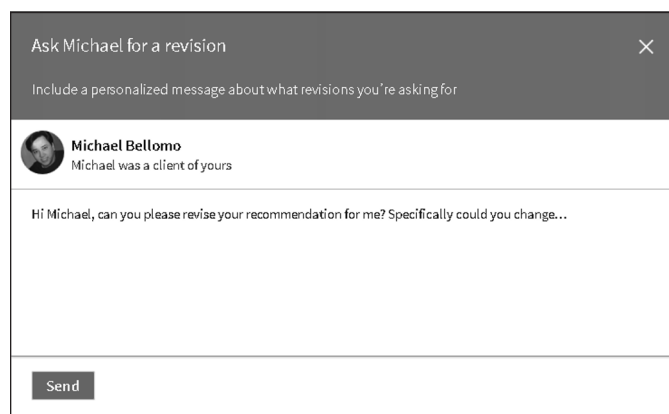 Ask Michael for a revision
Include a personalized message about what revisions you're asking for
Michael Bellomo
Michael was a client of yours
Hi Michael, can you please revise your recommendation for me? Specifically could you change...
Send